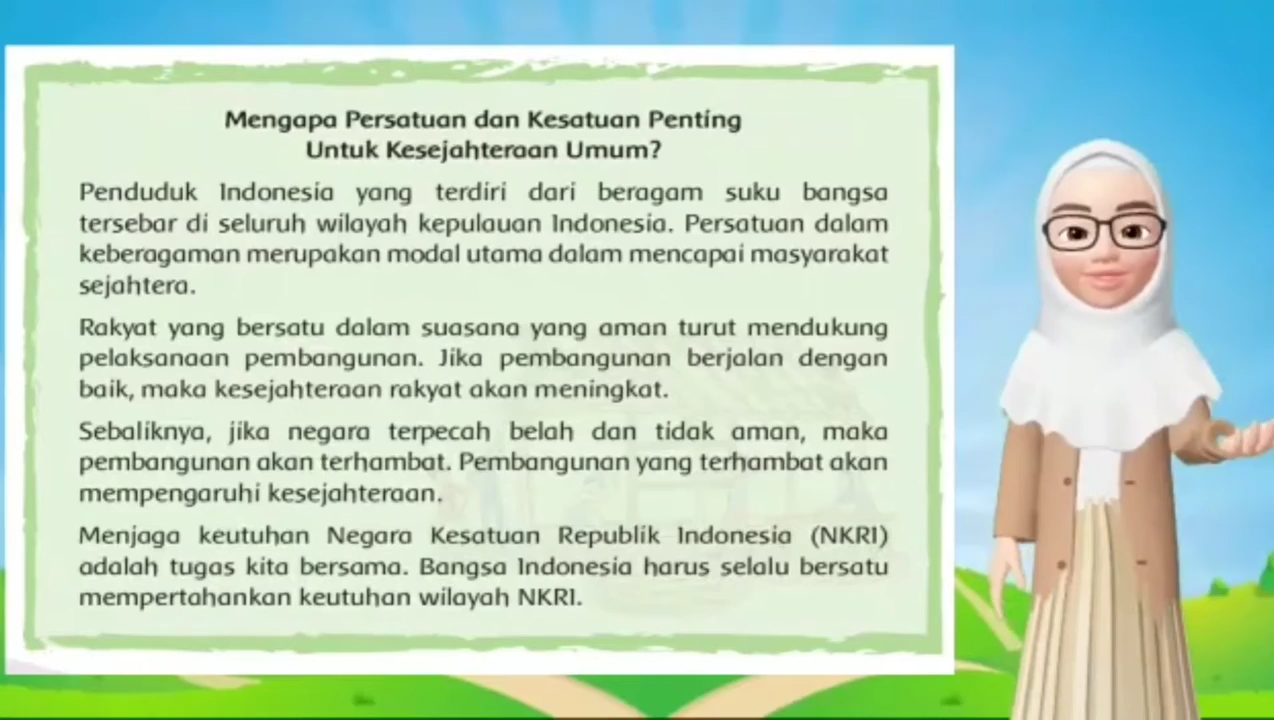 Mengapa Persatuan dan Kesatuan Penting
Untuk Kesejahteraan Umum?
Penduduk Indonesia yang terdiri dari beragam suku bangsa
tersebar di seluruh wilayah kepulauan Indonesia. Persatuan dalam
keberagaman merupakan modal utama dalam mencapai masyarakat
sejahtera.
Rakyat yang bersatu dalam suasana yang aman turut mendukung
pelaksanaan pembangunan. Jika pembangunan berjalan dengan
baik, maka kesejahteraan rakyat akan meningkat.
Sebaliknya, jika negara terpecah belah dan tidak aman, maka
pembangunan akan terhambat. Pembangunan yang terhambat akan
mempengaruhi kesejahteraan.
Menjaga keutuhan Negara Kesatuan Republik Indonesia (NKRI)
adalah tugas kita bersama. Bangsa Indonesia harus selalu bersatu
mempertahankan keutuhan wilayah NKRI.